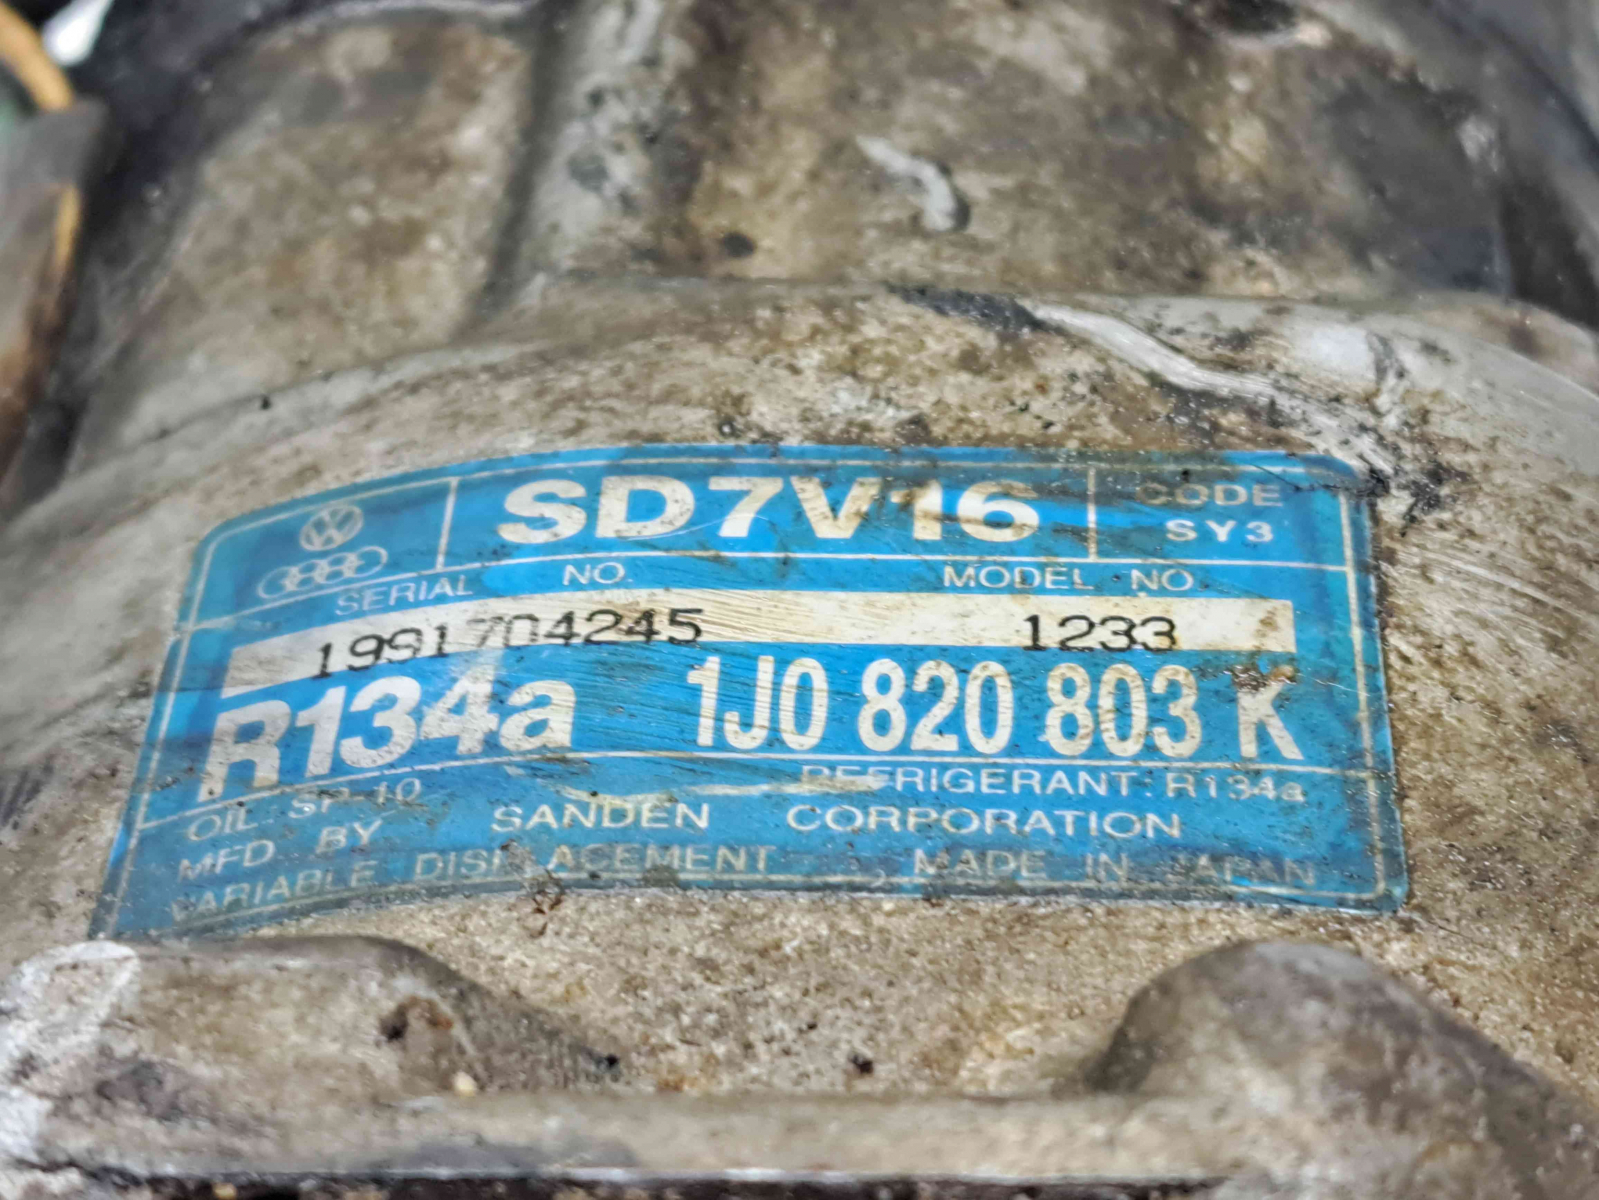 SD7V16
CODE
SY3
SERIAL NO. MODEL NO.
1991704245 1233
R134a 1J0 820 803 K
OIL: SP-10 REFRIGERANT: R134a
MFD BY SANDEN CORPORATION
VARIABLE DISPLACEMENT MADE IN JAPAN